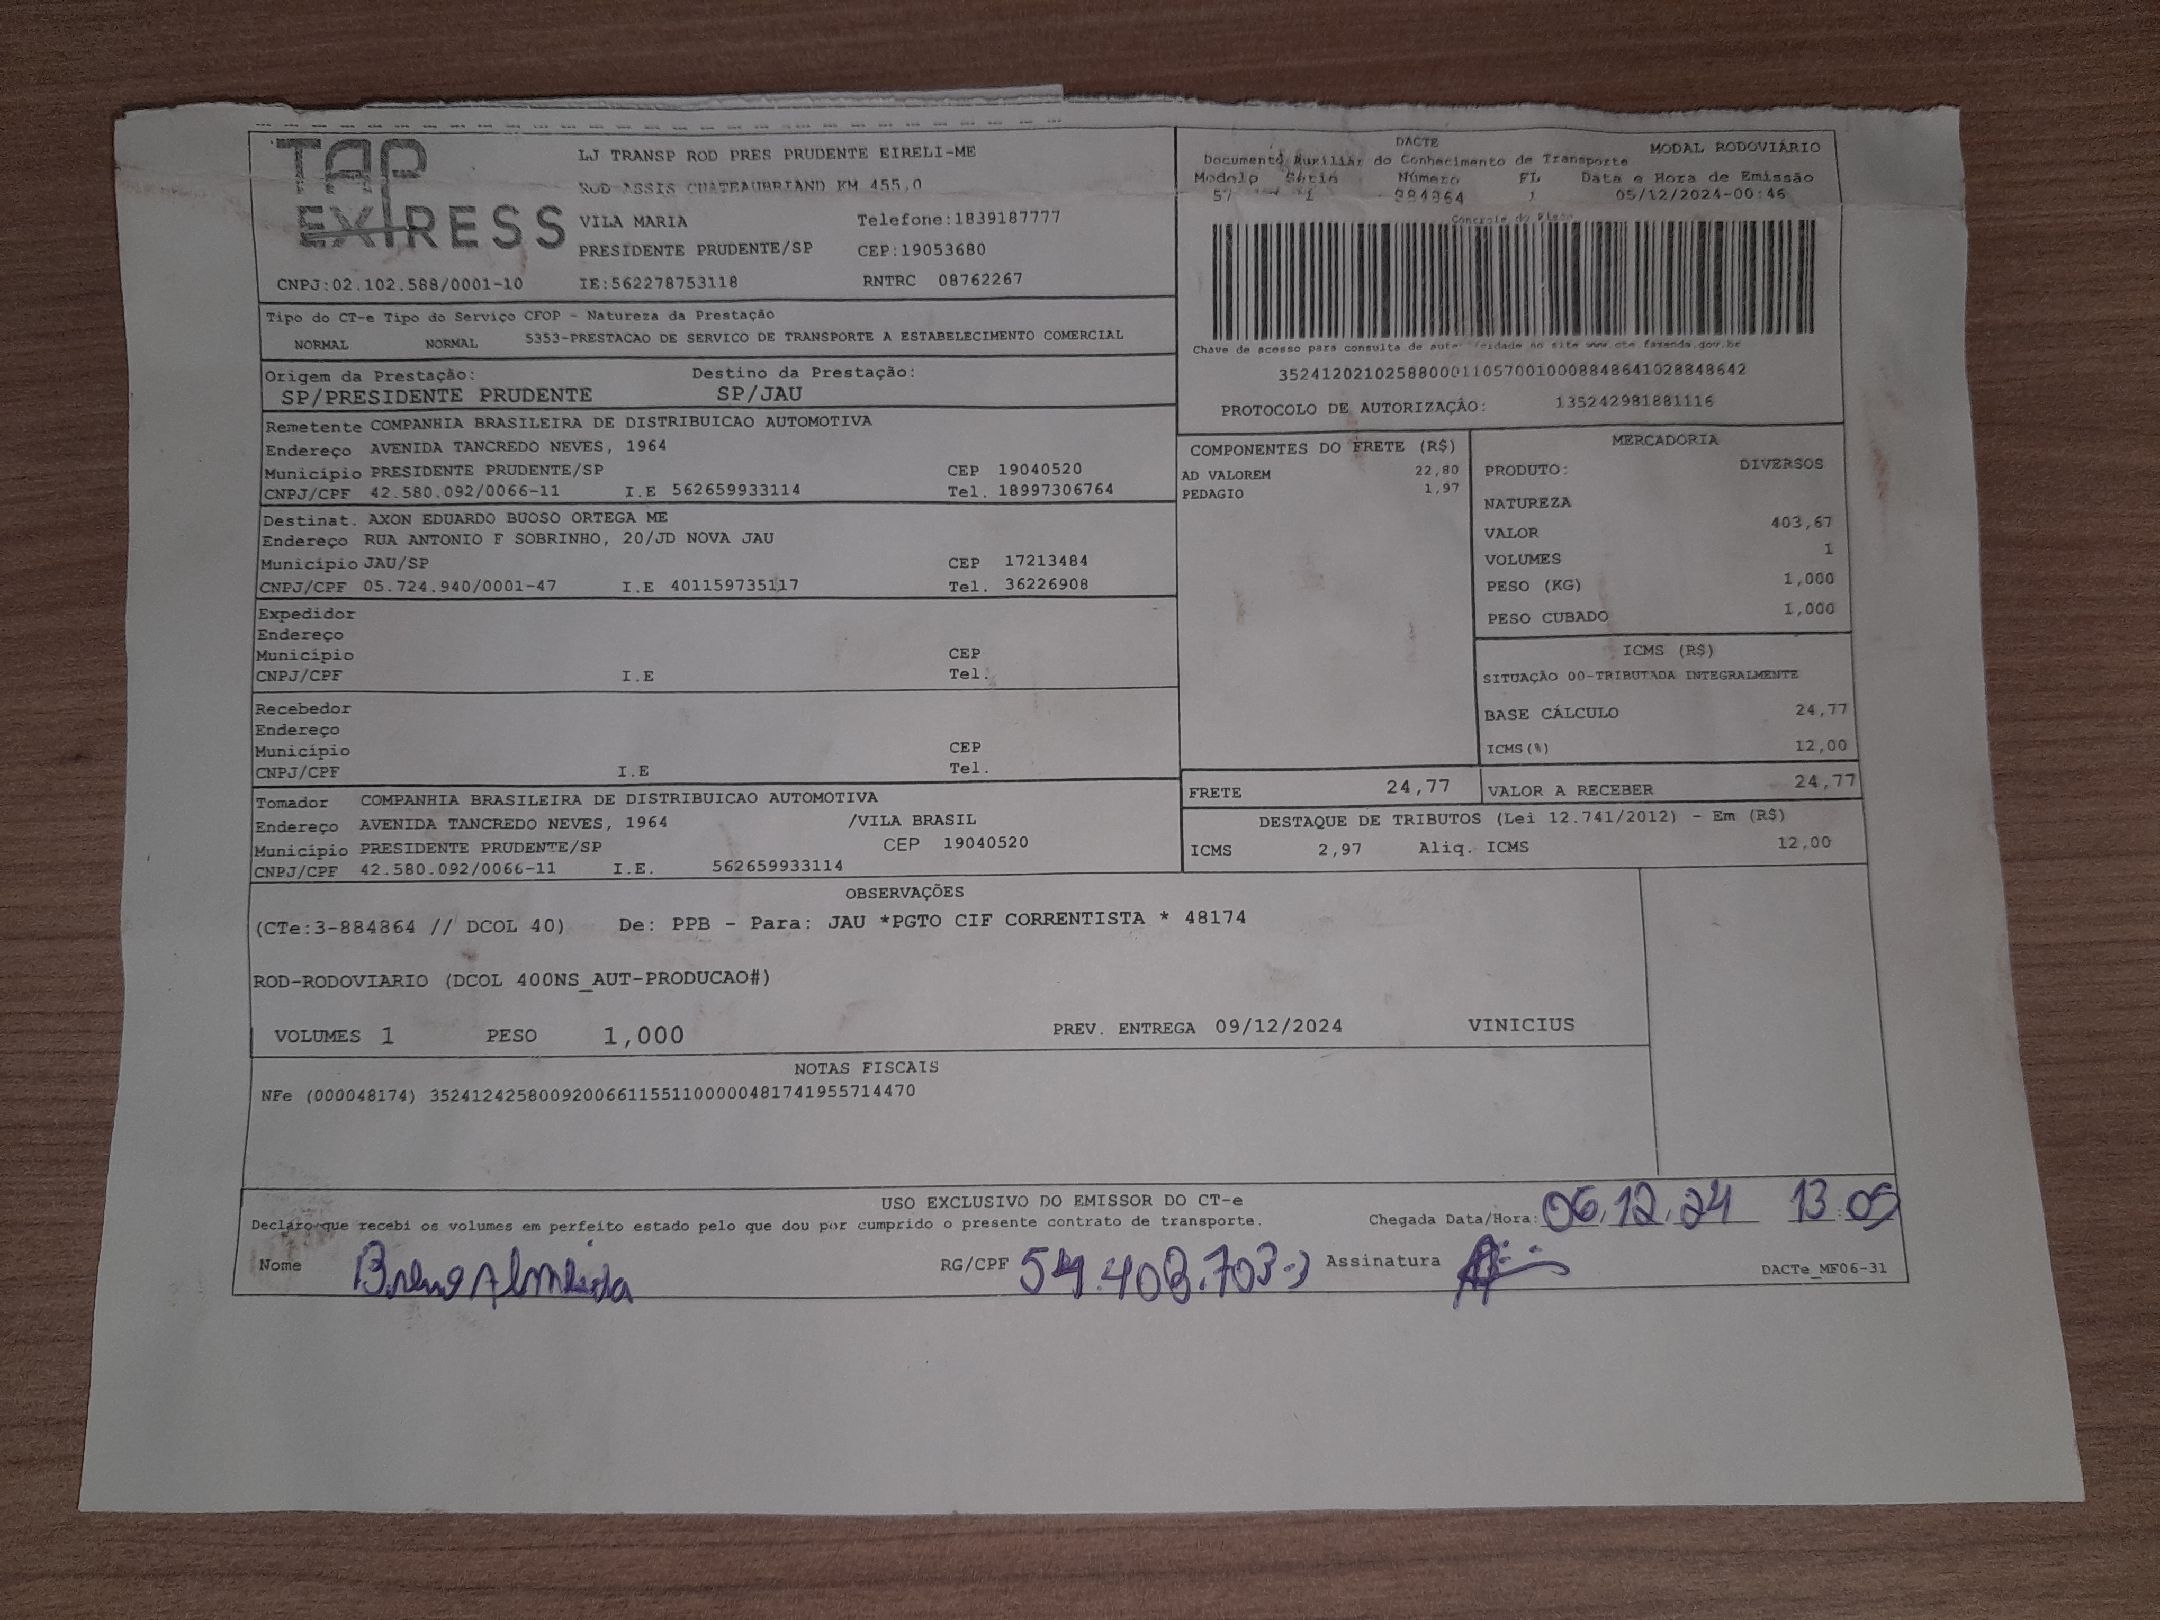 TAP
EXPRESS
LJ TRANSP ROD PRES PRUDENTE EIRELI-ME
ROD ASSIS CHATEAUBRIAND KM 455,0
VILA MARIA Telefone:1839187777
PRESIDENTE PRUDENTE/SP CEP:19053680
CNPJ:02.102.588/0001-10 IE:562278753118 RNTRC 08762267
DACTE MODAL RODOVIÁRIO
Documento Auxiliar do Conhecimento de Transporte
Modelo Série Número FL Data e Hora de Emissão
57 1 884864 1 05/12/2024-00:46
Chave de acesso para consulta de autenticidade no site www.cte.fazenda.gov.br
35241202102588000110570010008848641028848642
PROTOCOLO DE AUTORIZAÇÃO: 135242981881116
Tipo do CT-e Tipo do Serviço CFOP - Natureza da Prestação
NORMAL NORMAL 5353-PRESTACAO DE SERVICO DE TRANSPORTE A ESTABELECIMENTO COMERCIAL
Origem da Prestação: Destino da Prestação:
SP/PRESIDENTE PRUDENTE SP/JAU
Remetente COMPANHIA BRASILEIRA DE DISTRIBUICAO AUTOMOTIVA
Endereço AVENIDA TANCREDO NEVES, 1964
Município PRESIDENTE PRUDENTE/SP CEP 19040520
CNPJ/CPF 42.580.092/0066-11 I.E 562659933114 Tel. 18997306764
Destinat. AXON EDUARDO BUOSO ORTEGA ME
Endereço RUA ANTONIO F SOBRINHO, 20/JD NOVA JAU
Município JAU/SP CEP 17213484
CNPJ/CPF 05.724.940/0001-47 I.E 401159735117 Tel. 36226908
Expedidor
Endereço
Município CEP
CNPJ/CPF I.E Tel.
Recebedor
Endereço
Município CEP
CNPJ/CPF I.E Tel.
Tomador COMPANHIA BRASILEIRA DE DISTRIBUICAO AUTOMOTIVA
Endereço AVENIDA TANCREDO NEVES, 1964 /VILA BRASIL
Município PRESIDENTE PRUDENTE/SP CEP 19040520
CNPJ/CPF 42.580.092/0066-11 I.E. 562659933114
COMPONENTES DO FRETE (R$)
AD VALOREM 22,80
PEDAGIO 1,97
MERCADORIA
PRODUTO: DIVERSOS
NATUREZA
VALOR 403,67
VOLUMES 1
PESO (KG) 1,000
PESO CUBADO 1,000
ICMS (R$)
SITUAÇÃO 00-TRIBUTADA INTEGRALMENTE
BASE CÁLCULO 24,77
ICMS(%) 12,00
FRETE 24,77 VALOR A RECEBER 24,77
DESTAQUE DE TRIBUTOS (Lei 12.741/2012) - Em (R$)
ICMS 2,97 Aliq. ICMS 12,00
OBSERVAÇÕES
(CTe:3-884864 // DCOL 40) De: PPB - Para: JAU *PGTO CIF CORRENTISTA * 48174
ROD-RODOVIARIO (DCOL 400NS_AUT-PRODUCAO#)
VOLUMES 1 PESO 1,000 PREV. ENTREGA 09/12/2024 VINICIUS
NOTAS FISCAIS
NFe (000048174) 35241242580092006611551100000481741955714470
USO EXCLUSIVO DO EMISSOR DO CT-e
Declaro que recebi os volumes em perfeito estado pelo que dou por cumprido o presente contrato de transporte. Chegada Data/Hora: 06.12.24 13:05
Nome Breno Almeida RG/CPF 54.408.703- Assinatura DACTe_MF06-31